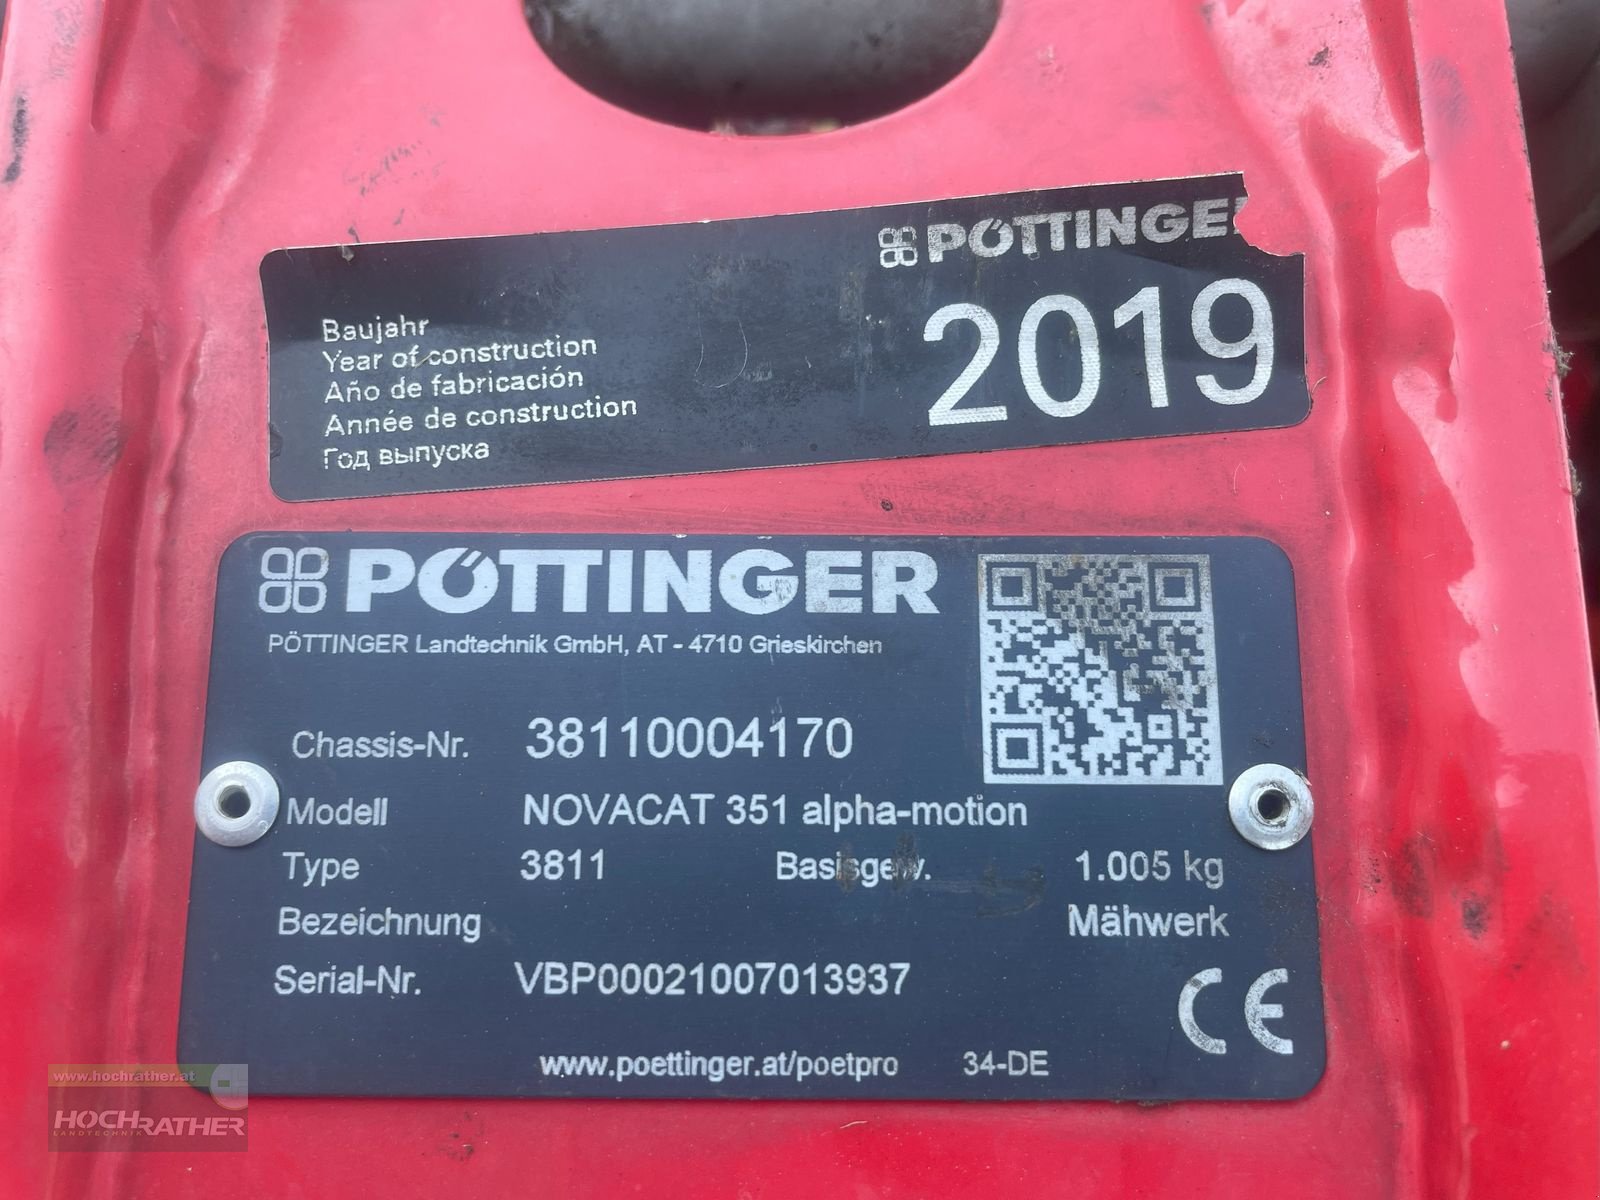 PÖTTINGE
Baujahr
Year of construction
Año de fabricación
Année de construction
Год выпуска
2019
PÖTTINGER
PÖTTINGER Landtechnik GmbH, AT - 4710 Grieskirchen
Chassis-Nr. 38110004170
Modell NOVACAT 351 alpha-motion
Type 3811 Basisgew. 1.005 kg
Bezeichnung Mähwerk
Serial-Nr. VBP00021007013937
CE
www.poettinger.at/poetpro 34-DE
www.hochrather.at
HOCHRATHER
LANDTECHNIK